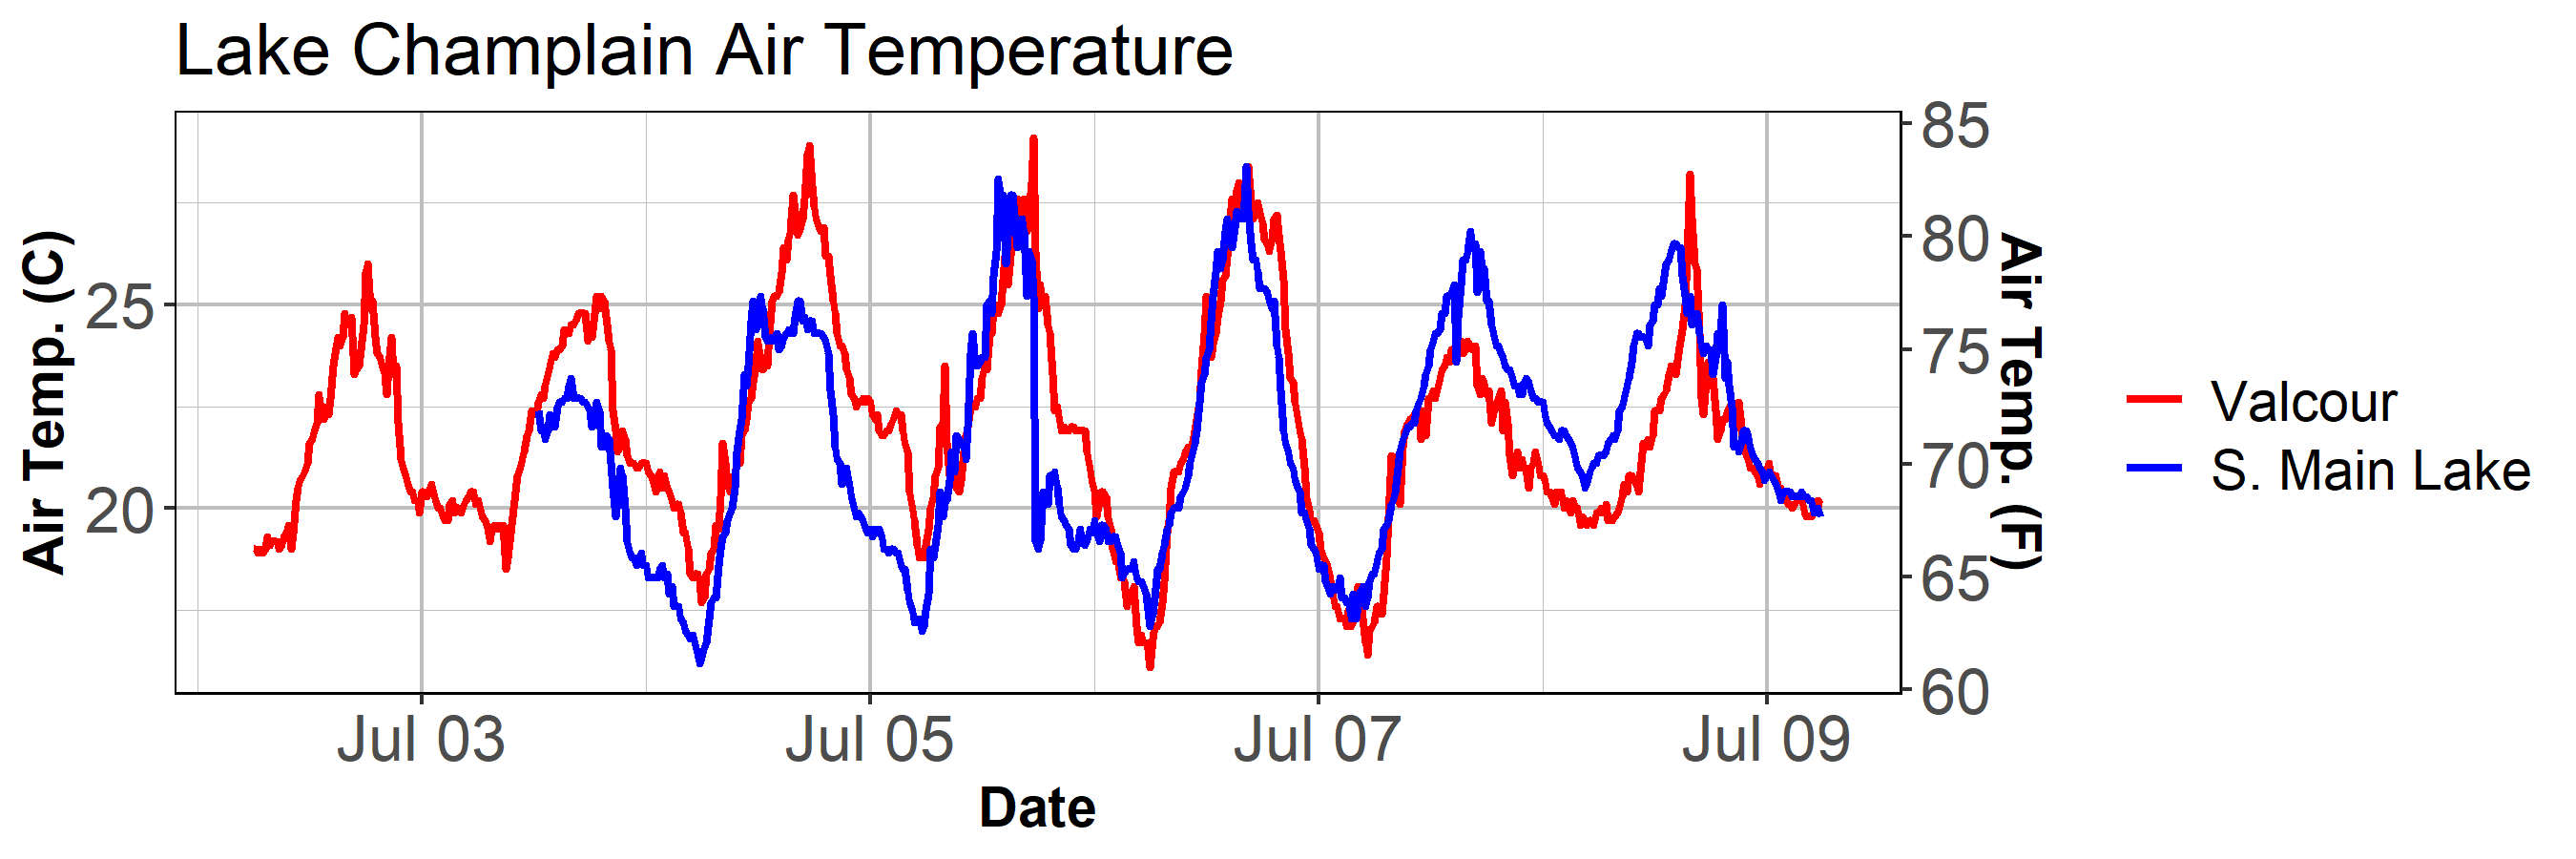 Lake Champlain Air Temperature
Air Temp. (C)
25
20
85
80
75
70
65
60
Air Temp. (F)
Jul 03 Jul 05 Jul 07 Jul 09
Date
Valcour
S. Main Lake